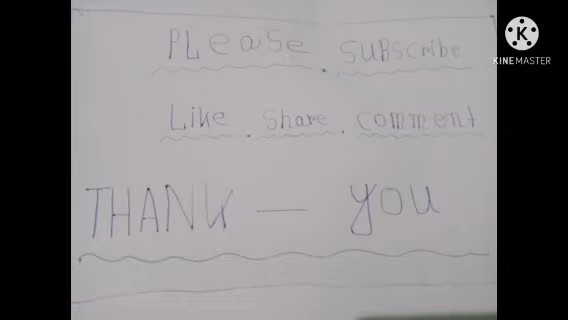 PLeaSe . SUBScribe
Like . Share . comment
THANK — you
KINEMASTER